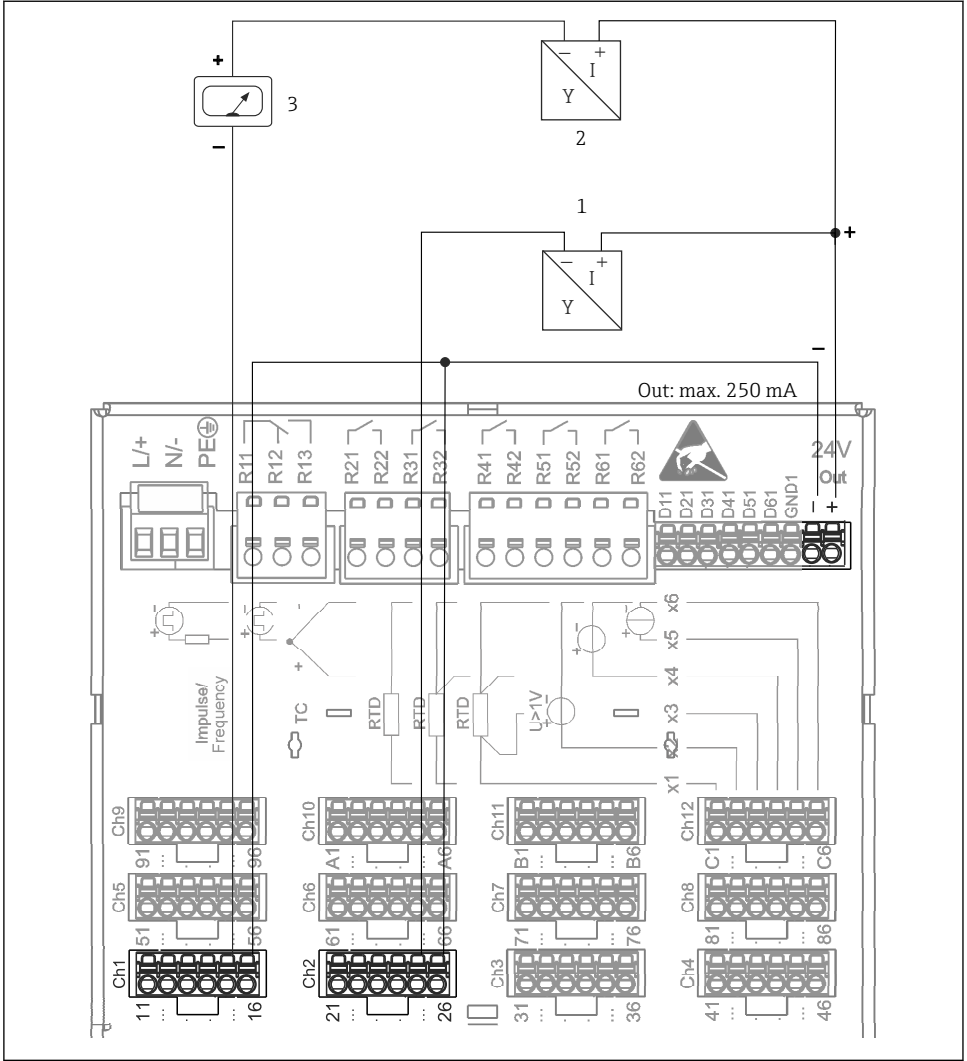 − +
I
Y
2
+
3
−
1
− +
I
Y
+
−
Out: max. 250 mA
L/+
N/-
PE
R11
R12
R13
R21
R22
R31
R32
R41
R42
R51
R52
R61
R62
D11
D21
D31
D41
D51
D61
GND1
24V
Out
− +
Impulse/
Frequency
TC
RTD
RTD
RTD
U>1V
x6
x5
x4
x3
x2
x1
Ch9
91 ... ... 96
Ch10
A1 ... ... A6
Ch11
B1 ... ... B6
Ch12
C1 ... ... C6
Ch5
51 ... ... 56
Ch6
61 ... ... 66
Ch7
71 ... ... 76
Ch8
81 ... ... 86
Ch1
11 ... ... 16
Ch2
21 ... ... 26
Ch3
31 ... ... 36
Ch4
41 ... ... 46